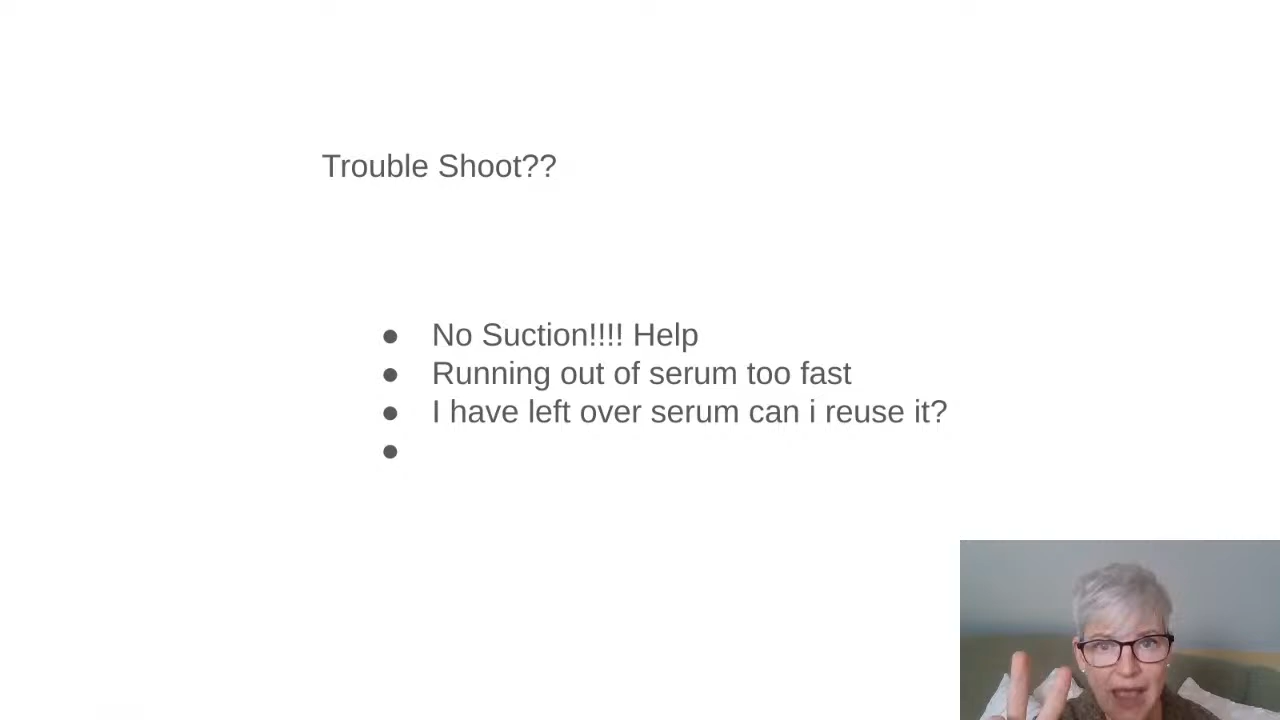 Trouble Shoot??
● No Suction!!!! Help
● Running out of serum too fast
● I have left over serum can i reuse it?
●